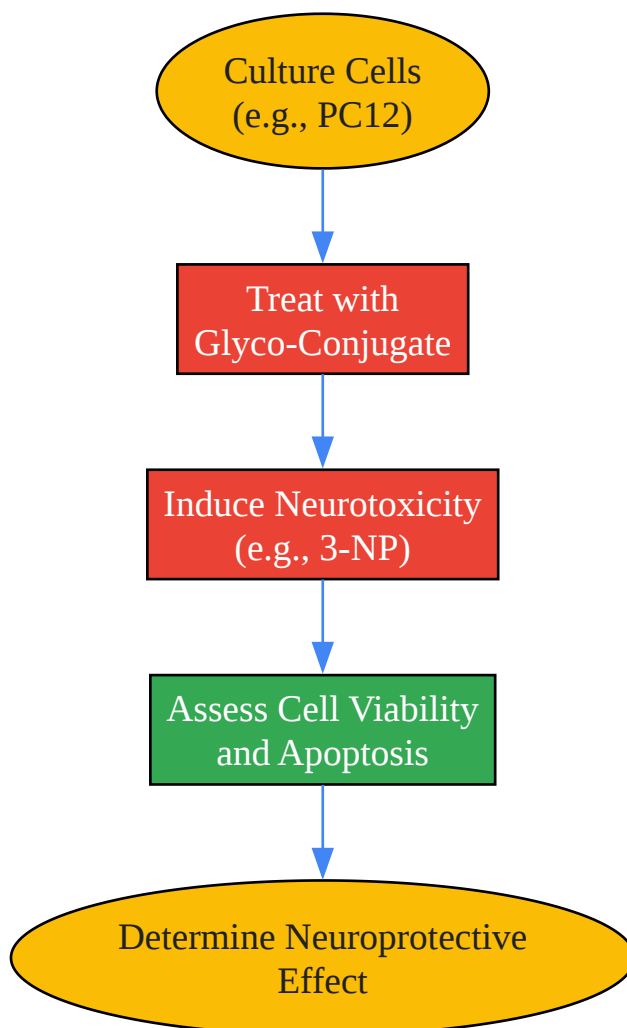 Culture Cells
(e.g., PC12)
Treat with
Glyco-Conjugate
Induce Neurotoxicity
(e.g., 3-NP)
Assess Cell Viability
and Apoptosis
Determine Neuroprotective
Effect